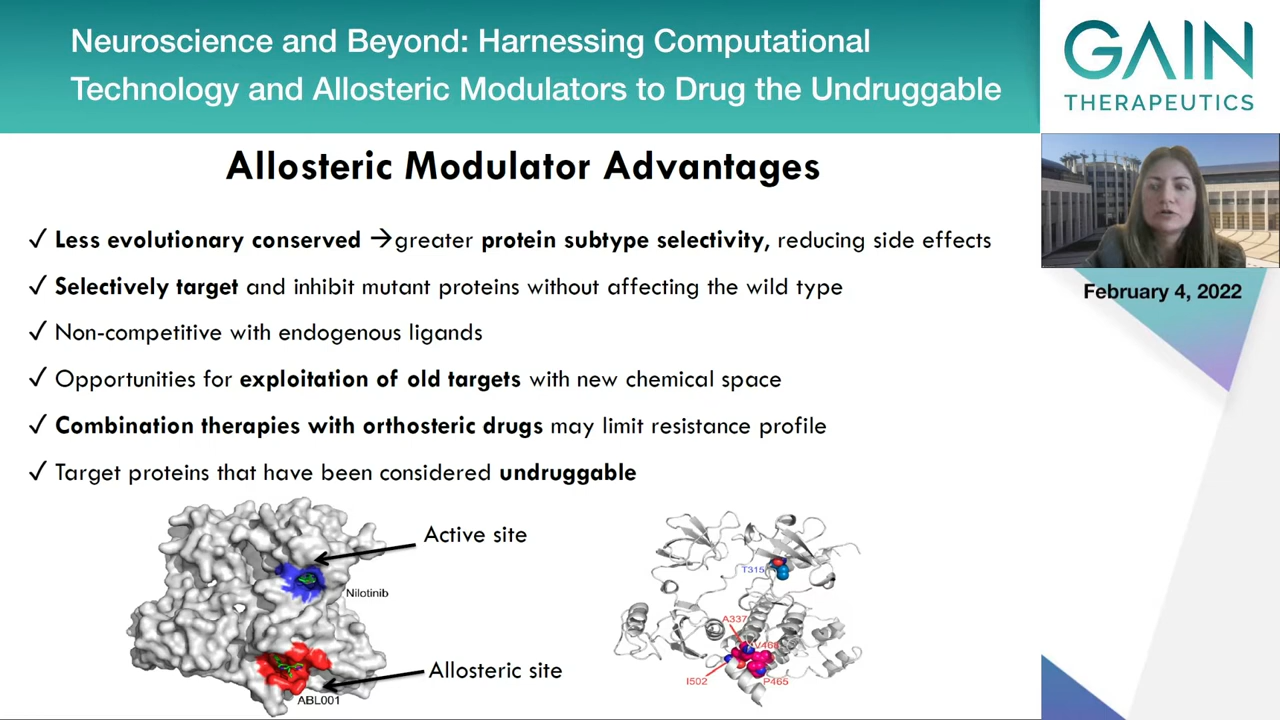 Neuroscience and Beyond: Harnessing Computational
Technology and Allosteric Modulators to Drug the Undruggable
GAIN
THERAPEUTICS
February 4, 2022
Allosteric Modulator Advantages
✓ Less evolutionary conserved →greater protein subtype selectivity, reducing side effects
✓ Selectively target and inhibit mutant proteins without affecting the wild type
✓ Non-competitive with endogenous ligands
✓ Opportunities for exploitation of old targets with new chemical space
✓ Combination therapies with orthosteric drugs may limit resistance profile
✓ Target proteins that have been considered undruggable
Active site
Nilotinib
Allosteric site
ABL001
T315
A337
V468
I502
P465